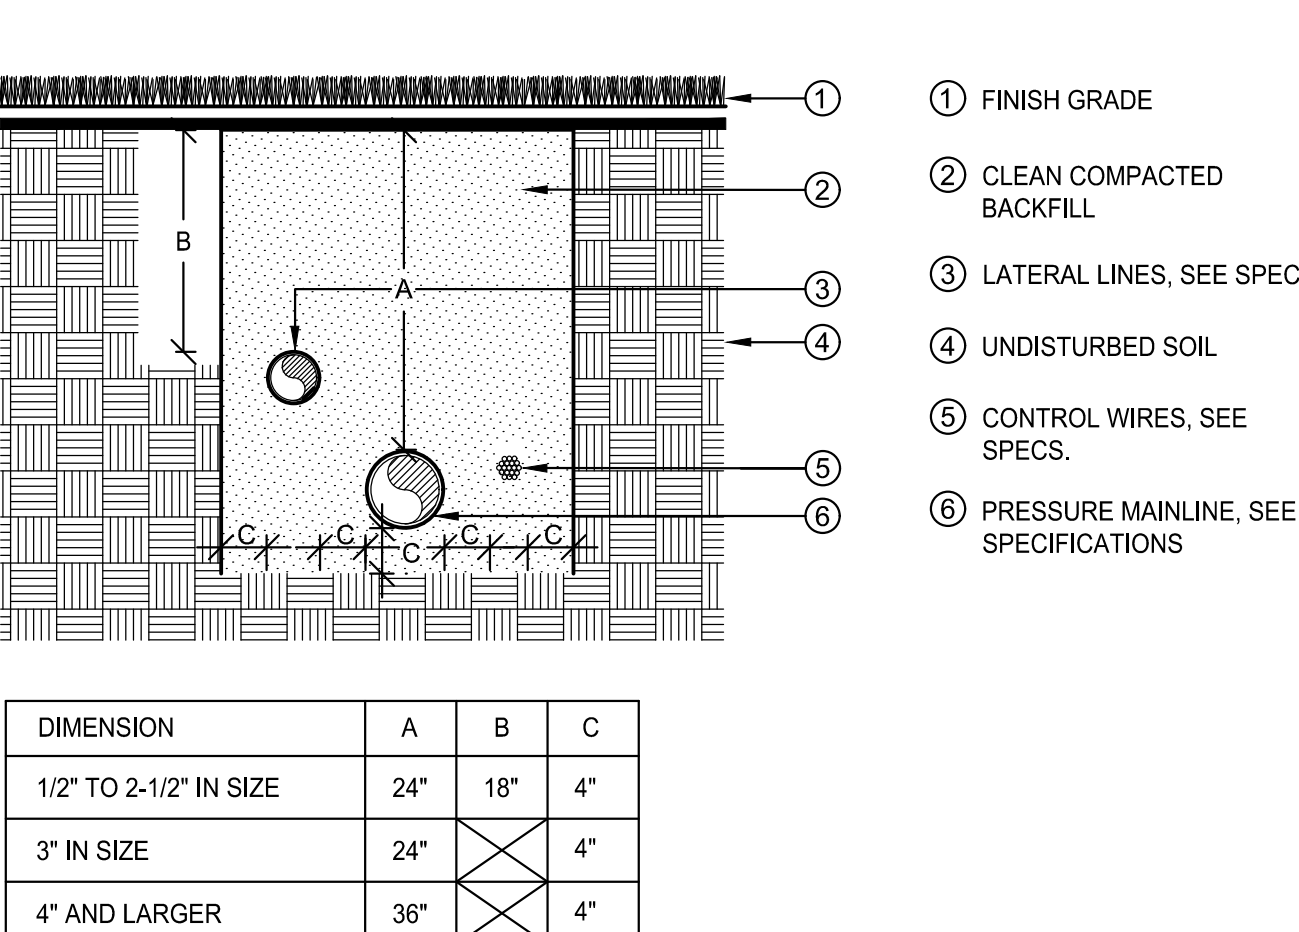 1
2
3
4
5
6
B
A
C
C
C
C
C
1 FINISH GRADE
2 CLEAN COMPACTED
BACKFILL
3 LATERAL LINES, SEE SPEC
4 UNDISTURBED SOIL
5 CONTROL WIRES, SEE
SPECS.
6 PRESSURE MAINLINE, SEE
SPECIFICATIONS
DIMENSION A B C
1/2" TO 2-1/2" IN SIZE 24" 18" 4"
3" IN SIZE 24" 4"
4" AND LARGER 36" 4"